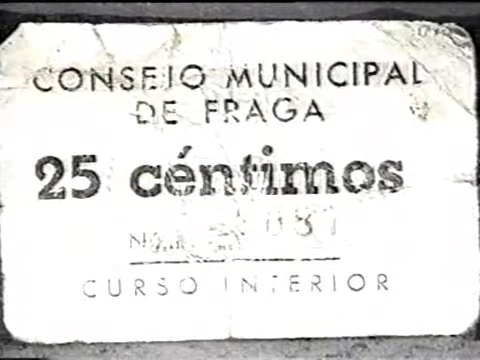 CONSEJO MUNICIPAL
DE FRAGA
25 céntimos
CURSO INTERIOR